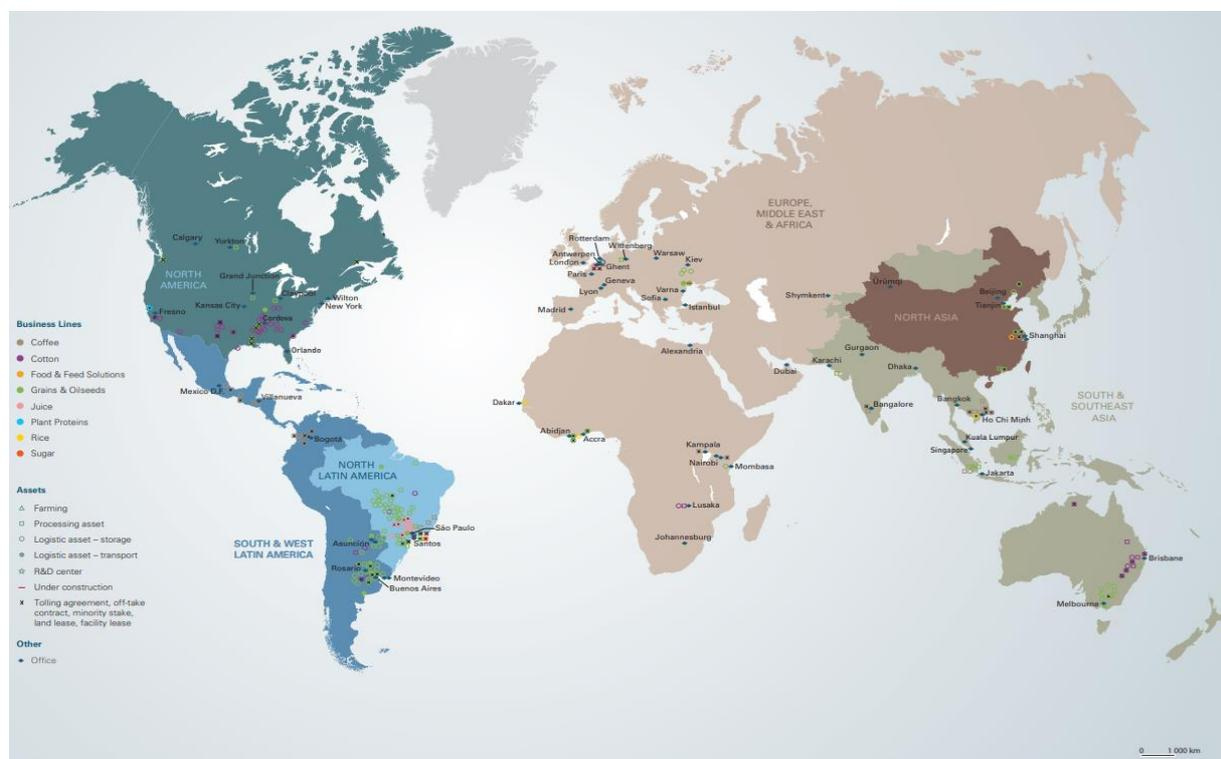 Calgary
Yorkton
NORTH
AMERICA
Grand Junction
Claypool
Kansas City
Wilton
New York
Fresno
Cordova
Orlando
Mexico D.F.
Villanueva
Bogotá
NORTH
LATIN AMERICA
SOUTH & WEST
LATIN AMERICA
São Paulo
Santos
Asunción
Rosario
Montevideo
Buenos Aires
Business Lines
Coffee
Cotton
Food & Feed Solutions
Grains & Oilseeds
Juice
Plant Proteins
Rice
Sugar
Assets
Farming
Processing asset
Logistic asset – storage
Logistic asset – transport
R&D center
Under construction
Tolling agreement, off-take
contract, minority stake,
land lease, facility lease
Other
Office
EUROPE,
MIDDLE EAST
& AFRICA
Rotterdam
Wittenberg
Antwerpen
London
Ghent
Warsaw
Kiev
Paris
Geneva
Lyon
Varna
Sofia
Istanbul
Madrid
Alexandria
Dubai
Dakar
Abidjan
Accra
Kampala
Nairobi
Mombasa
Lusaka
Johannesburg
Shymkent
Ürümqi
Beijing
Tianjin
NORTH ASIA
Shanghai
Gurgaon
Karachi
Dhaka
Bangkok
Bangalore
Ho Chi Minh
SOUTH &
SOUTHEAST
ASIA
Kuala Lumpur
Singapore
Jakarta
Brisbane
Melbourne
0 1 000 km